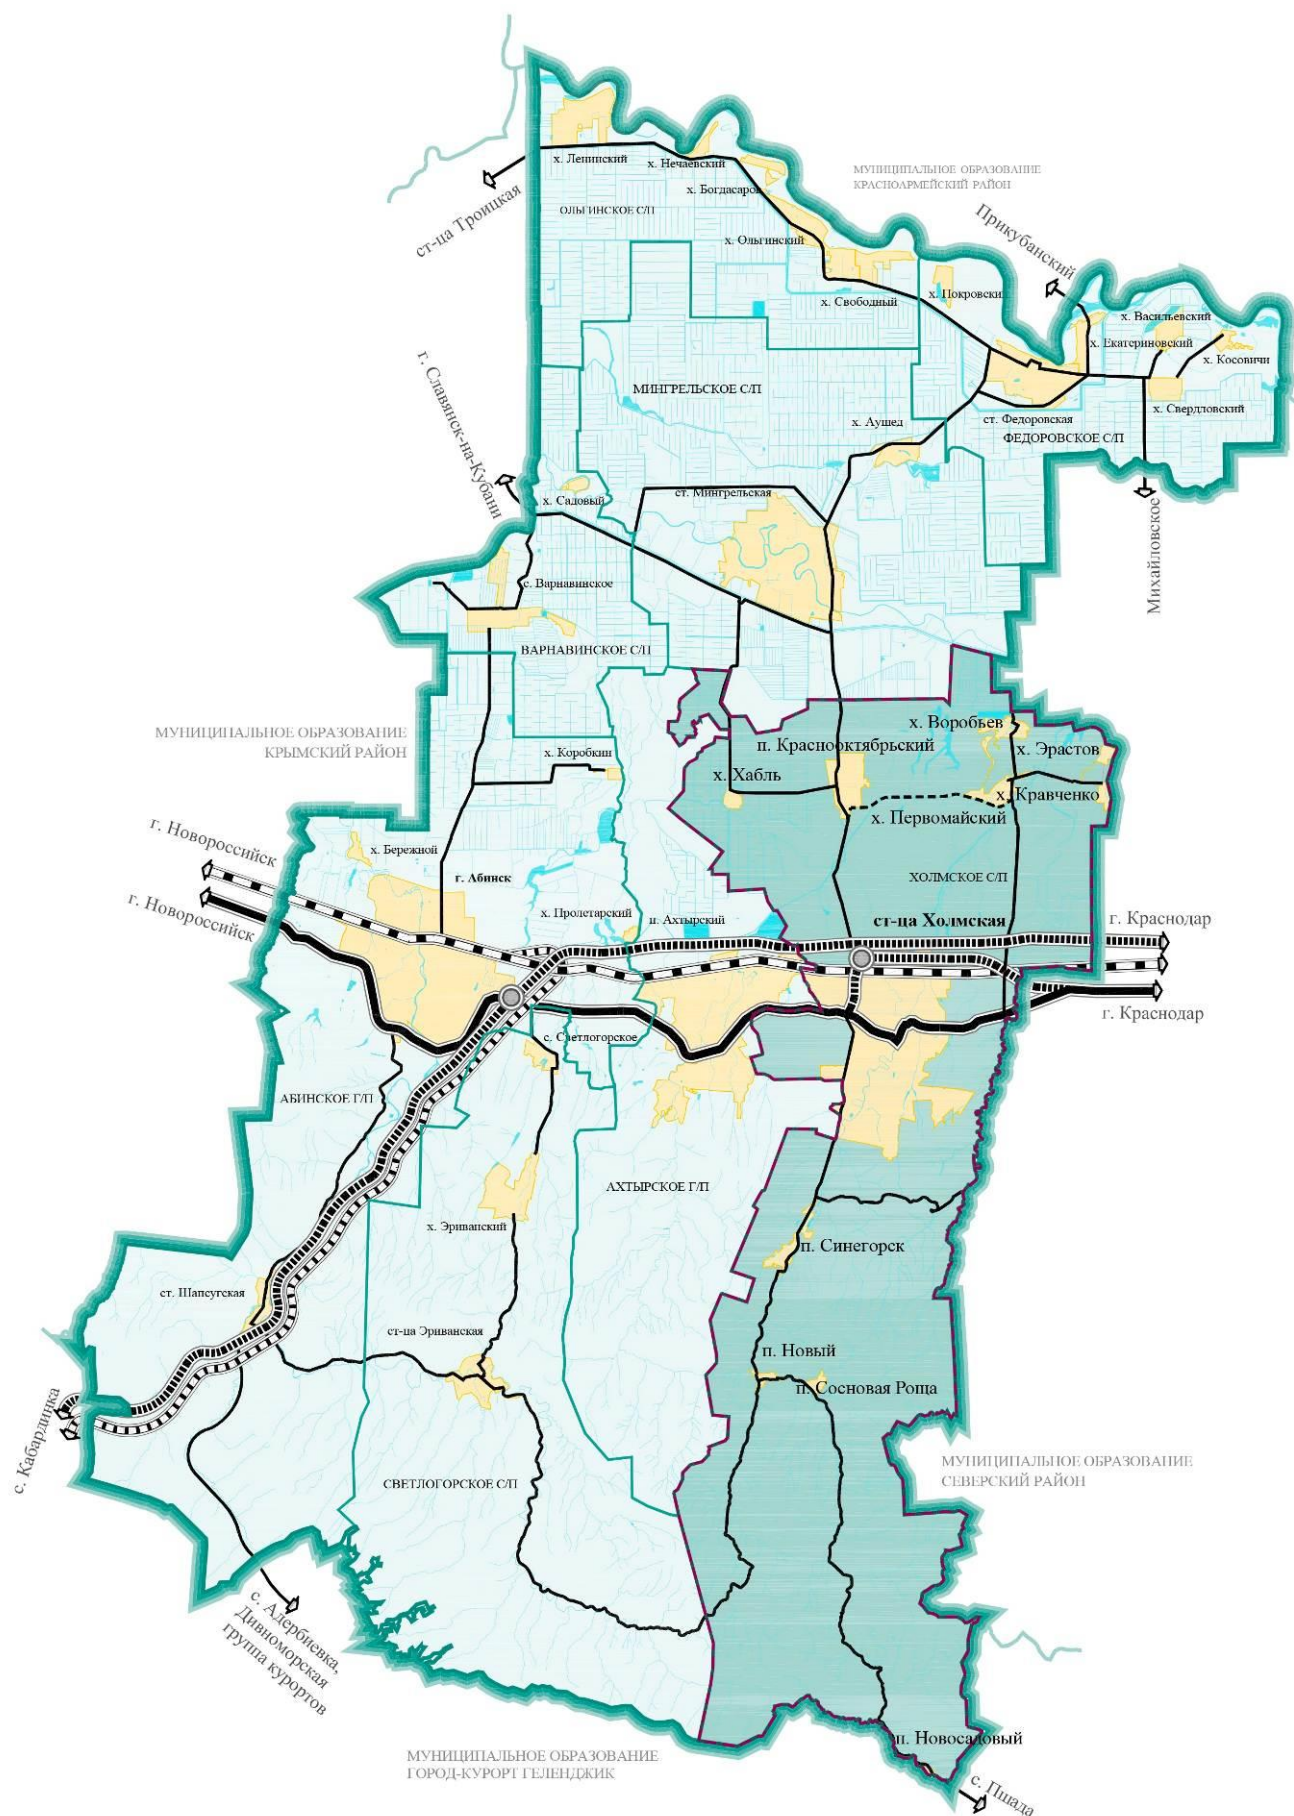 х. Ленинский
х. Нечаевский
МУНИЦИПАЛЬНОЕ ОБРАЗОВАНИЕ
КРАСНОАРМЕЙСКИЙ РАЙОН
х. Богдасаров
ст-ца Троицкая
ОЛЬГИНСКОЕ С/П
Прикубанский
х. Ольгинский
х. Покровский
х. Свободный
х. Васильевский
х. Екатериновский
х. Косовичи
г. Славянск-на-Кубани
МИНГРЕЛЬСКОЕ С/П
х. Свердловский
х. Аушед
ст. Федоровская
ФЕДОРОВСКОЕ С/П
ст. Мингрельская
х. Садовый
Михайловское
с. Варнавинское
ВАРНАВИНСКОЕ С/П
МУНИЦИПАЛЬНОЕ ОБРАЗОВАНИЕ
КРЫМСКИЙ РАЙОН
х. Воробьев
п. Краснооктябрьский
х. Эрастов
х. Коробкин
х. Хабль
х. Кравченко
х. Первомайский
г. Новороссийск
х. Бережной
г. Абинск
ХОЛМСКОЕ С/П
г. Новороссийск
х. Пролетарский
п. Ахтырский
ст-ца Холмская
г. Краснодар
г. Краснодар
с. Светлогорское
АБИНСКОЕ Г/П
АХТЫРСКОЕ Г/П
х. Эриванский
п. Синегорск
ст. Шапсугская
ст-ца Эриванская
п. Новый
п. Сосновая Роща
с. Кабардинка
МУНИЦИПАЛЬНОЕ ОБРАЗОВАНИЕ
СЕВЕРСКИЙ РАЙОН
СВЕТЛОГОРСКОЕ С/П
с. Адербиевка,
Дивноморская
группа курортов
п. Новосадовый
МУНИЦИПАЛЬНОЕ ОБРАЗОВАНИЕ
ГОРОД-КУРОРТ ГЕЛЕНДЖИК
с. Пшада